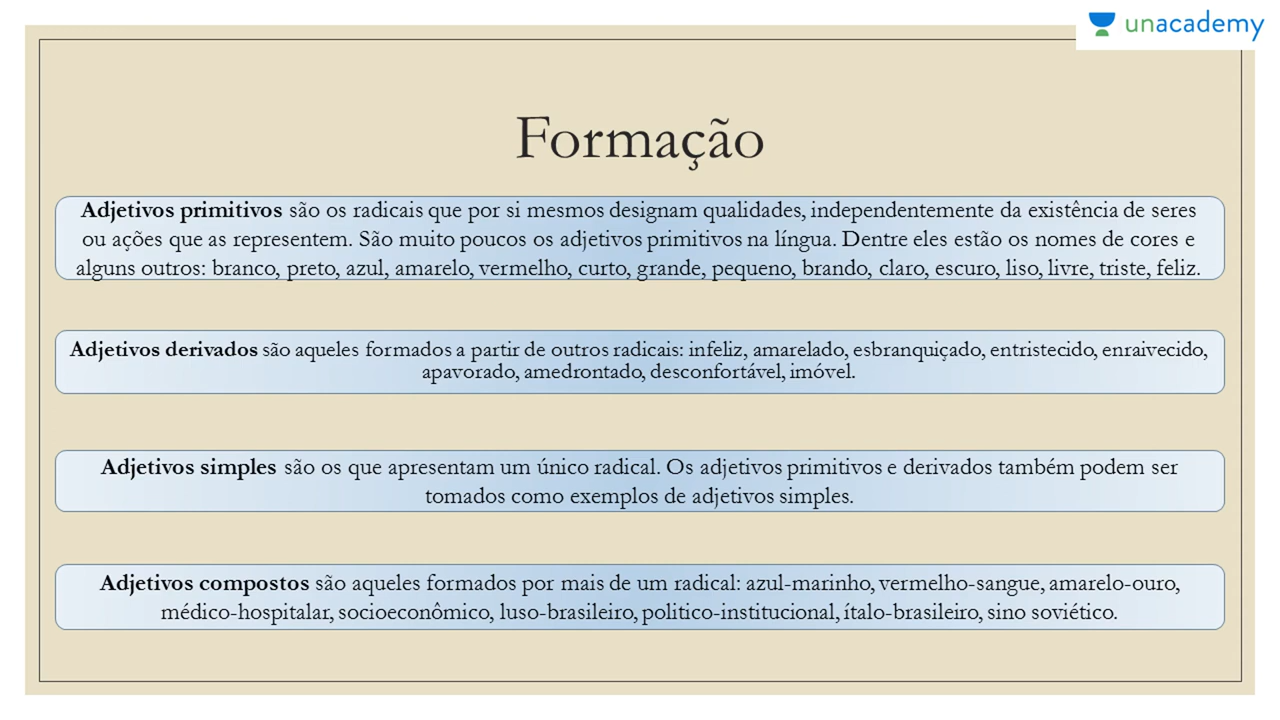 unacademy
Formação
Adjetivos primitivos são os radicais que por si mesmos designam qualidades, independentemente da existência de seres
ou ações que as representem. São muito poucos os adjetivos primitivos na língua. Dentre eles estão os nomes de cores e
alguns outros: branco, preto, azul, amarelo, vermelho, curto, grande, pequeno, brando, claro, escuro, liso, livre, triste, feliz.
Adjetivos derivados são aqueles formados a partir de outros radicais: infeliz, amarelado, esbranquiçado, entristecido, enraivecido,
apavorado, amedrontado, desconfortável, imóvel.
Adjetivos simples são os que apresentam um único radical. Os adjetivos primitivos e derivados também podem ser
tomados como exemplos de adjetivos simples.
Adjetivos compostos são aqueles formados por mais de um radical: azul-marinho, vermelho-sangue, amarelo-ouro,
médico-hospitalar, socioeconômico, luso-brasileiro, politico-institucional, ítalo-brasileiro, sino soviético.